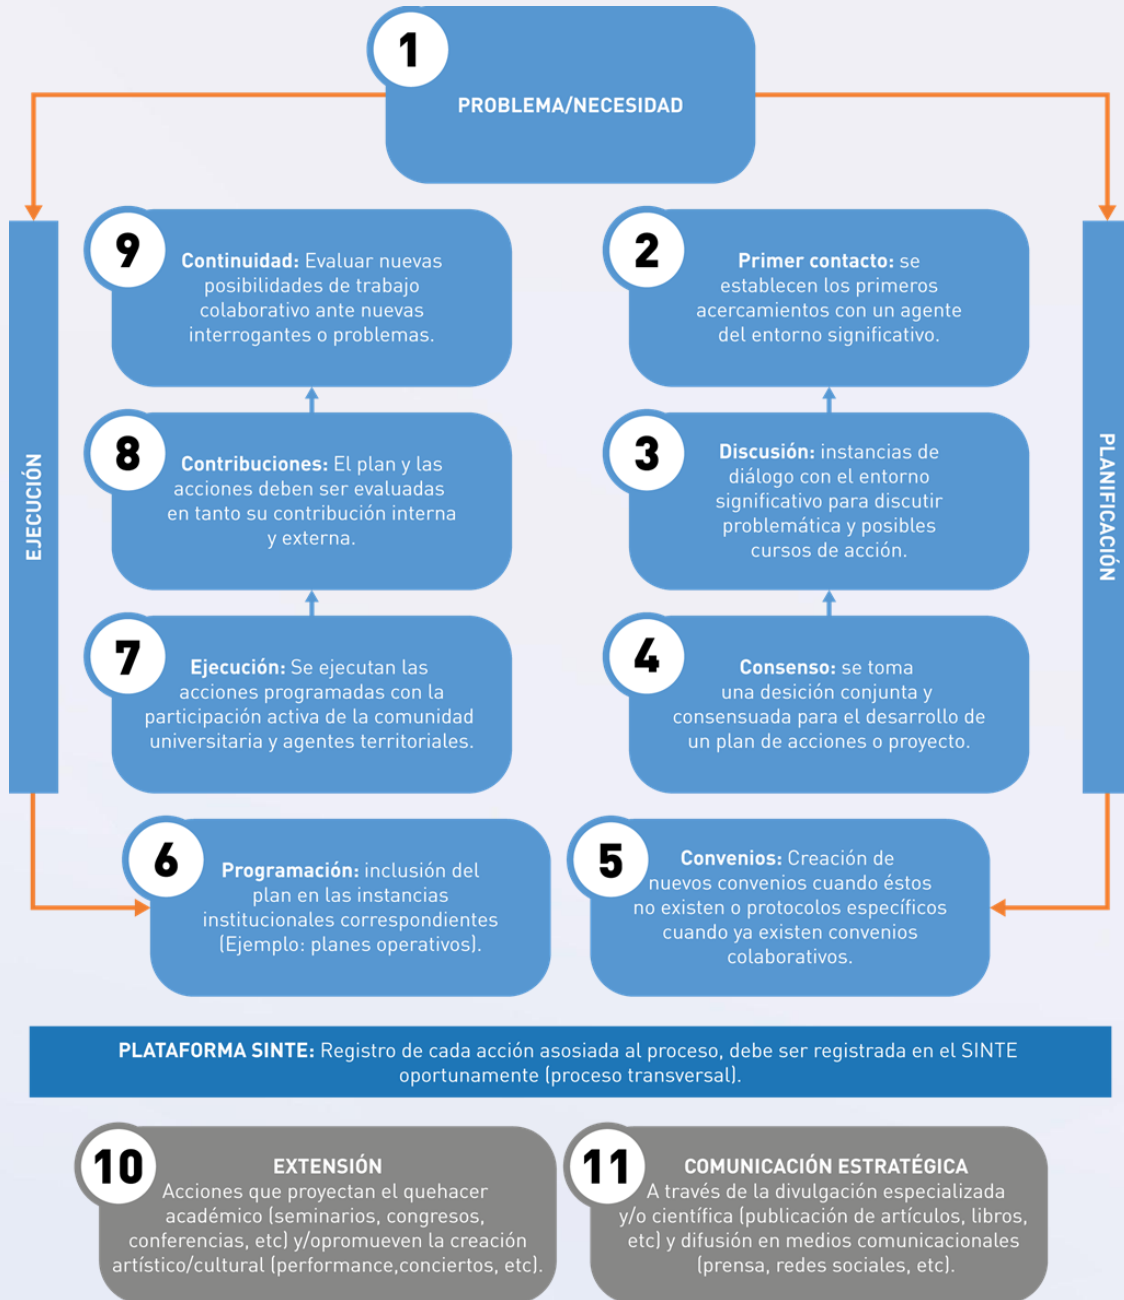 1
PROBLEMA/NECESIDAD
9
Continuidad: Evaluar nuevas
posibilidades de trabajo
colaborativo ante nuevas
interrogantes o problemas.
2
Primer contacto: se
establecen los primeros
acercamientos con un agente
del entorno significativo.
8
Contribuciones: El plan y las
acciones deben ser evaluadas
en tanto su contribución interna
y externa.
3
Discusión: instancias de
diálogo con el entorno
significativo para discutir
problemática y posibles
cursos de acción.
EJECUCIÓN
PLANIFICACIÓN
7
Ejecución: Se ejecutan las
acciones programadas con la
participación activa de la comunidad
universitaria y agentes territoriales.
4
Consenso: se toma
una desición conjunta y
consensuada para el desarrollo de
un plan de acciones o proyecto.
6
Programación: inclusión del
plan en las instancias
institucionales correspondientes
(Ejemplo: planes operativos).
5
Convenios: Creación de
nuevos convenios cuando éstos
no existen o protocolos específicos
cuando ya existen convenios
colaborativos.
PLATAFORMA SINTE: Registro de cada acción asosiada al proceso, debe ser registrada en el SINTE
oportunamente (proceso transversal).
10
EXTENSIÓN
Acciones que proyectan el quehacer
académico (seminarios, congresos,
conferencias, etc) y/opromueven la creación
artístico/cultural (performance,conciertos, etc).
11
COMUNICACIÓN ESTRATÉGICA
A través de la divulgación especializada
y/o científica (publicación de artículos, libros,
etc) y difusión en medios comunicacionales
(prensa, redes sociales, etc).